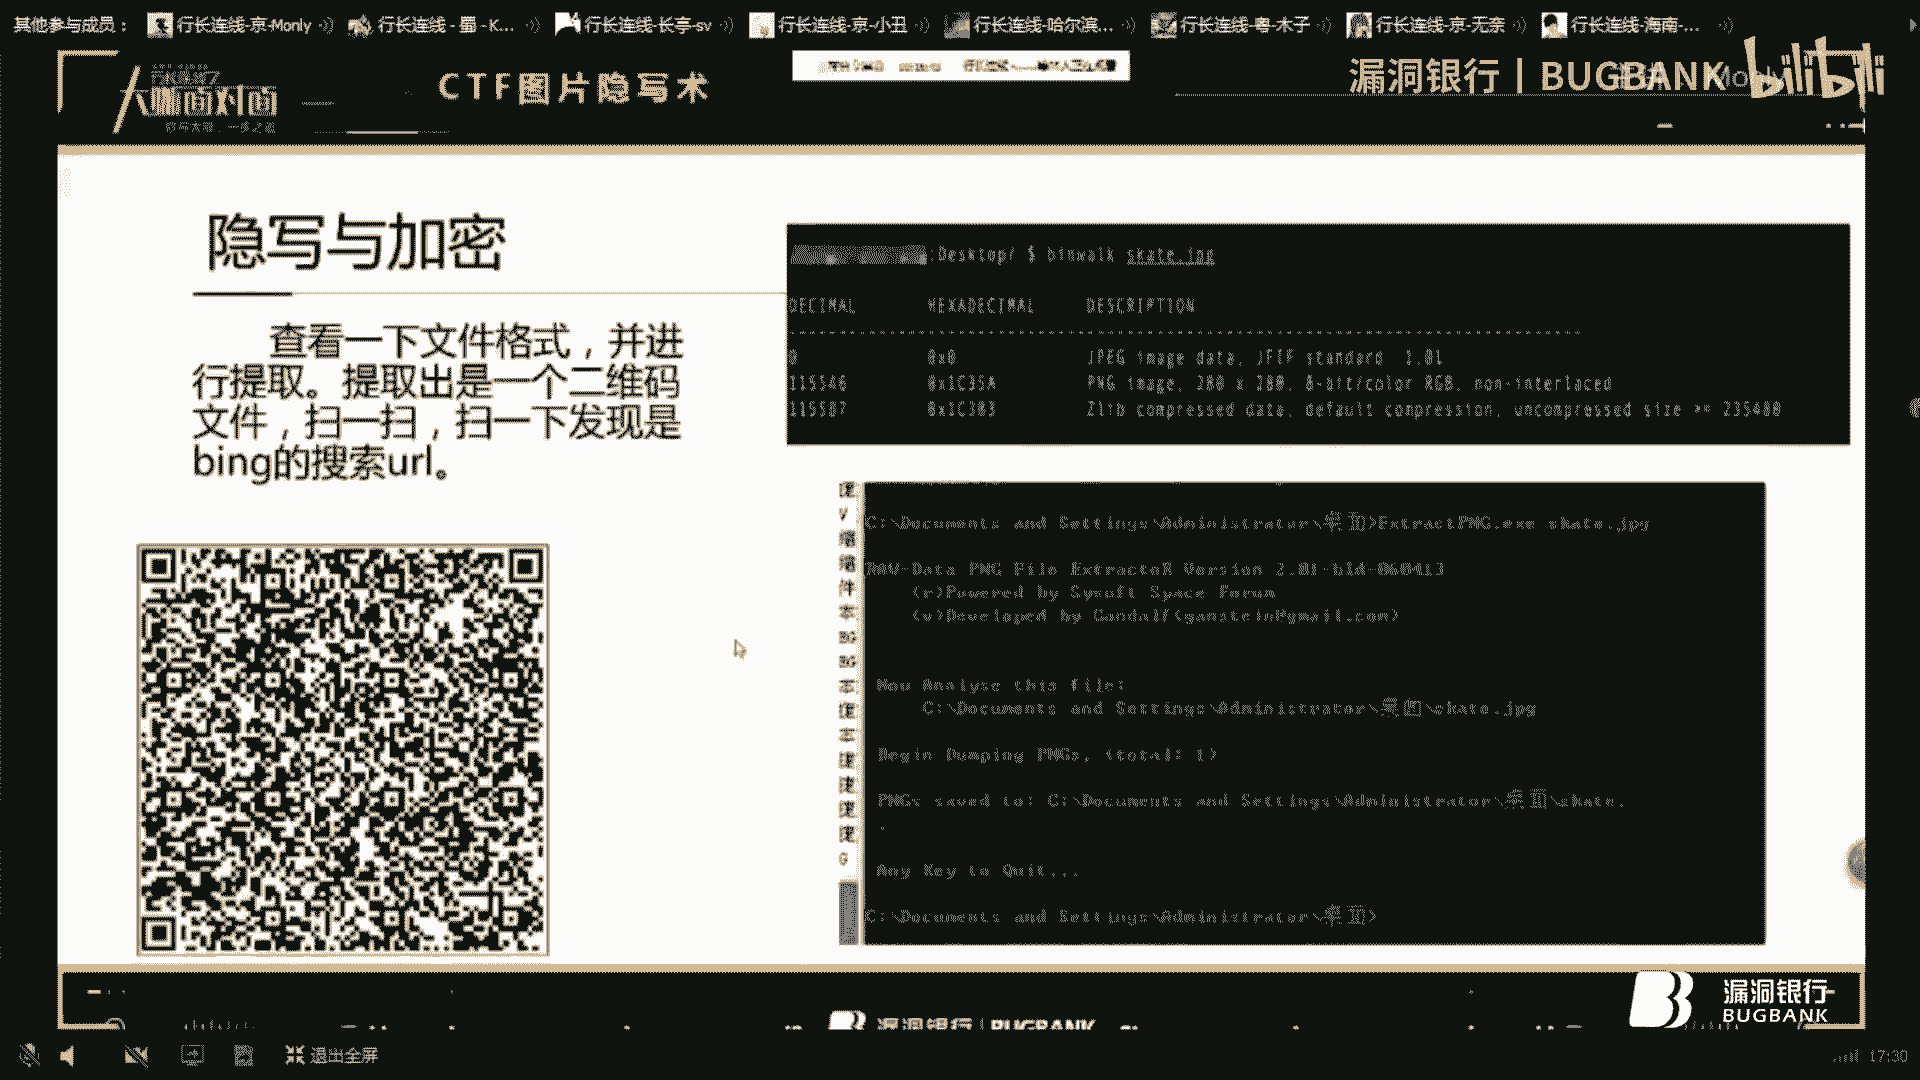 其他参与成员：
行长连线-京-Monly
行长连线 - 蜀 - K...
行长连线-长亭-sv
行长连线-京-小丑
行长连线-哈尔滨...
行长连线-粤-木子
行长连线-京-无奈
行长连线-海南-...
大咖面对面
你与大咖，一步之遥
CTF图片隐写术
漏洞银行 | BUGBANK
bilibili
隐写与加密
查看一下文件格式，并进
行提取。提取出是一个二维码
文件，扫一扫，扫一下发现是
bing的搜索url。
:Desktop/ $ binwalk skate.jpg
DECIMAL HEXADECIMAL DESCRIPTION
0 0x0 JPEG image data, JFIF standard 1.01
115546 0x1C35A PNG image, 280 x 280, 8-bit/color RGB, non-interlaced
115587 0x1C383 Zlib compressed data, default compression, uncompressed size >= 235480
C:\Documents and Settings\Administrator\桌面>ExtractPNG.exe skate.jpg
RAW-Data PNG File ExtractoR Version 2.01-bld-060413
(r)Powered by Sysoft Space Forum
(v)Developed by Gandalf(ganstein@gmail.com)
Now Analyse this file:
C:\Documents and Settings\Administrator\桌面\skate.jpg
Begin Dumping PNGs, (total: 1)
PNGs saved to: C:\Documents and Settings\Administrator\桌面\skate.
Any Key to Quit...
C:\Documents and Settings\Administrator\桌面>
漏洞银行
BUGBANK
漏洞银行 | BUGBANK
退出全屏
17:30